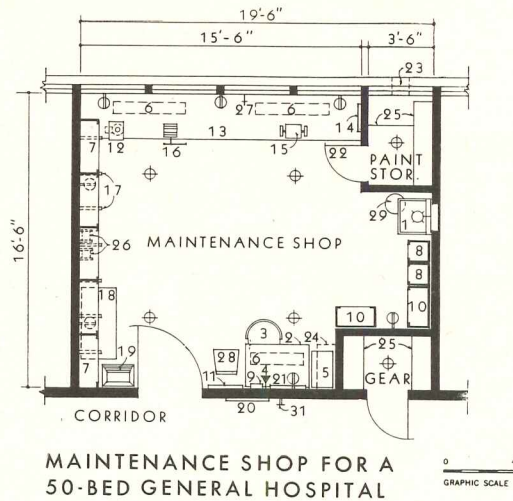 19'-6"
15'-6" 3'-6"
23
6 27 6 25
7 12 13 14
16 15 22
PAINT
STOR.
17
29 1
16'-6"
26 MAINTENANCE SHOP 8
8
18 10 10
3 2 24
28 6 4 25
7 19 11 9 21 5 GEAR
20 31
CORRIDOR
MAINTENANCE SHOP FOR A
50-BED GENERAL HOSPITAL
0 GRAPHIC SCALE